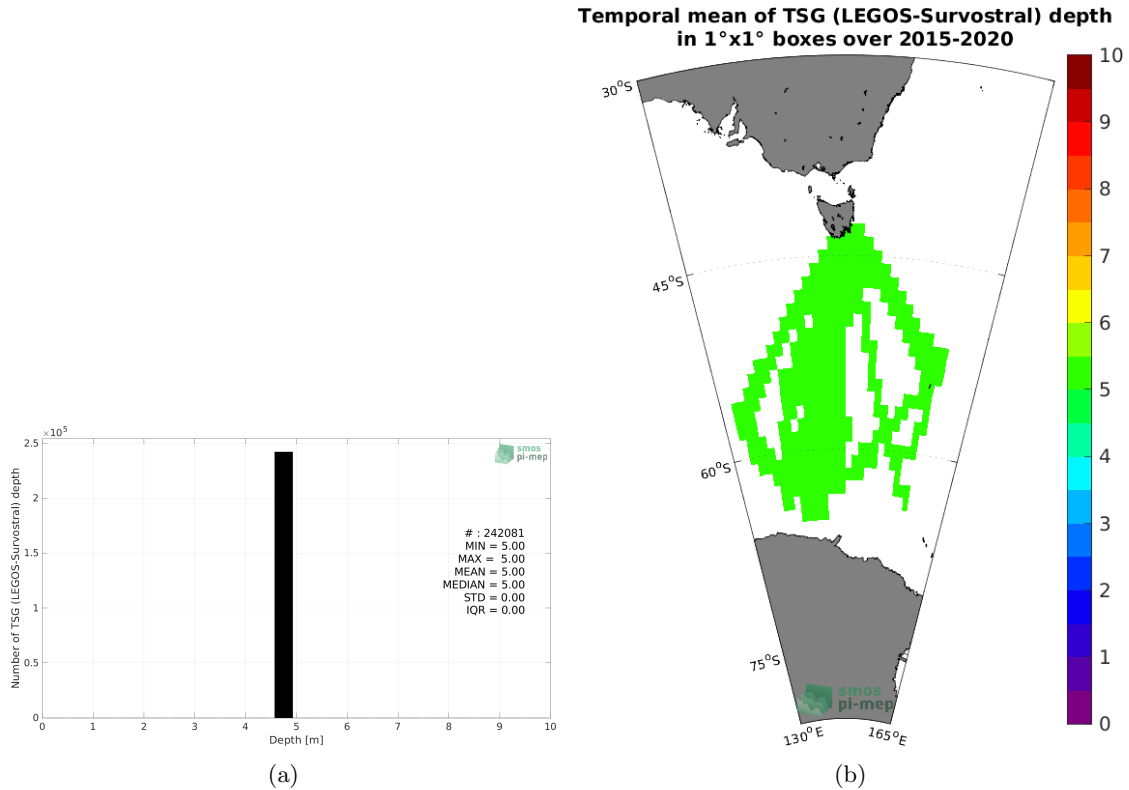 Temporal mean of TSG (LEGOS-Survostral) depth
in 1°x1° boxes over 2015-2020
30°S
45°S
60°S
75°S
130°E
165°E
10
9
8
7
6
5
4
3
2
1
0
smos
pi-mep
×10^5
2.5
2
1.5
1
0.5
0
Number of TSG (LEGOS-Survostral) depth
smos
pi-mep
# : 242081
MIN = 5.00
MAX =  5.00
MEAN = 5.00
MEDIAN = 5.00
STD = 0.00
IQR = 0.00
0 1 2 3 4 5 6 7 8 9 10
Depth [m]
(a)
(b)